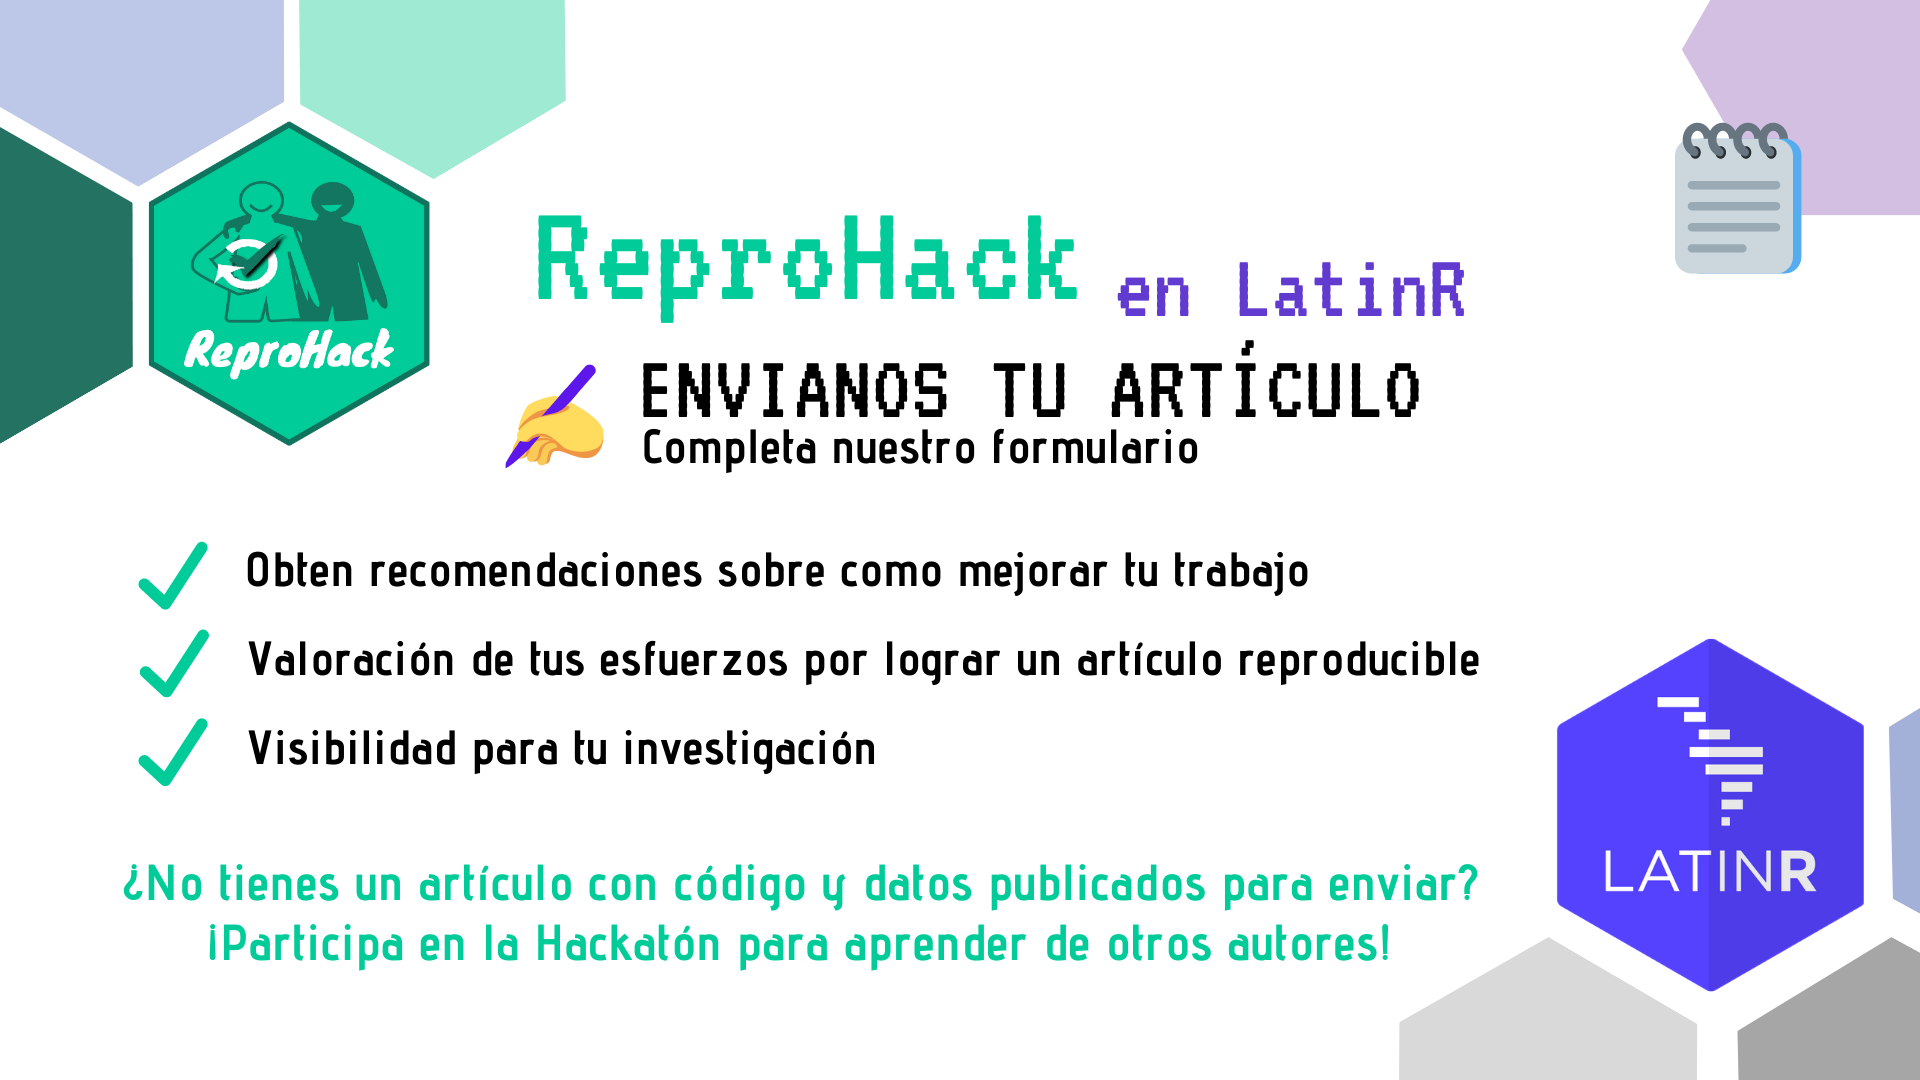 ReproHack
ReproHack en LatinR
ENVIANOS TU ARTÍCULO
Completa nuestro formulario
Obten recomendaciones sobre como mejorar tu trabajo
Valoración de tus esfuerzos por lograr un artículo reproducible
Visibilidad para tu investigación
LATINR
¿No tienes un artículo con código y datos publicados para enviar?
¡Participa en la Hackatón para aprender de otros autores!